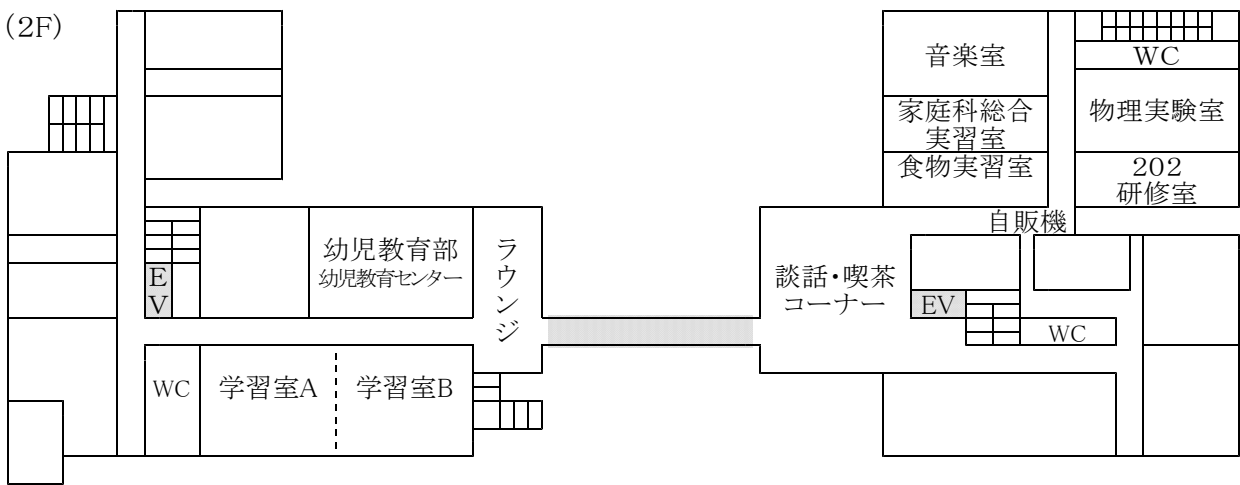 (2F)
音楽室
WC
家庭科総合
実習室
物理実験室
食物実習室
202
研修室
自販機
幼児教育部
幼児教育センター
ラウンジ
EV
談話・喫茶
コーナー
EV
WC
WC
学習室A
学習室B